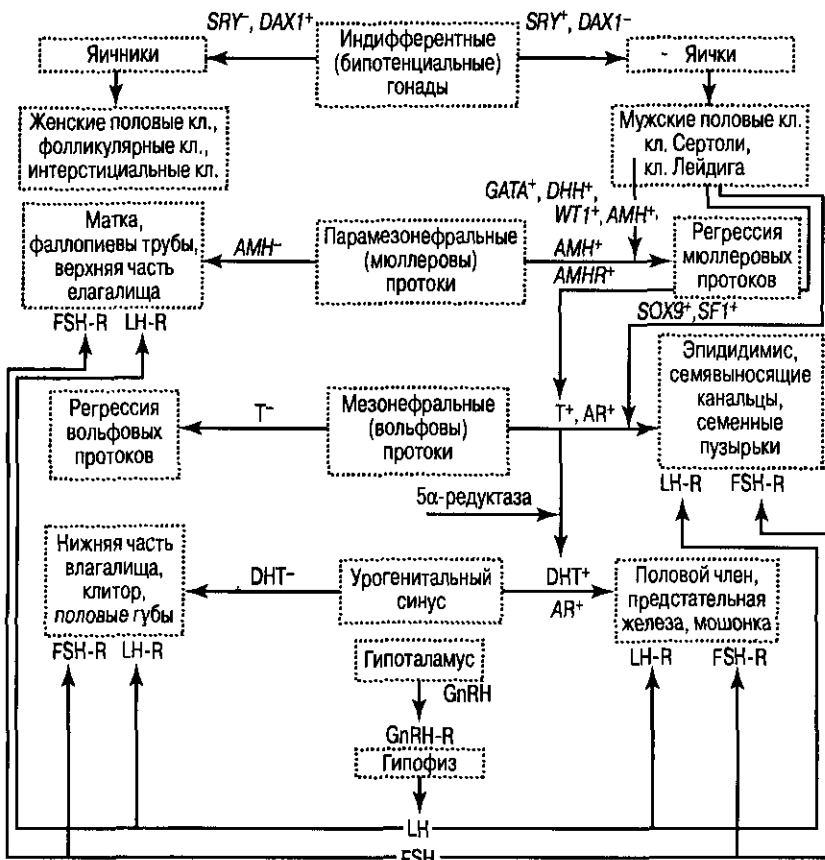 SRY⁻, DAX1⁺
SRY⁺, DAX1⁻
Яичники
Индифферентные
(бипотенциальные)
гонады
- Яички
Женские половые кл.,
фолликулярные кл.,
интерстициальные кл.
Мужские половые кл.
кл. Сертоли,
кл. Лейдига
GATA⁺, DHH⁺,
WT1⁺, AMH⁺,
Матка,
фаллопиевы трубы,
верхняя часть
елагалища
AMH⁻
Парамезонефральные
(мюллеровы)
протоки
AMH⁺
AMHR⁺
Регрессия
мюллеровых
протоков
SOX9⁺, SF1⁺
FSH-R LH-R
Регрессия
вольфовых
протоков
T⁻
Мезонефральные
(вольфовы)
протоки
T⁺, AR⁺
Эпидидимис,
семявыносящие
канальцы,
семенные
пузырьки
LH-R FSH-R
5α-редуктаза
Нижняя часть
влагалища,
клитор,
половые губы
DHT⁻
Урогенитальный
синус
DHT⁺
AR⁺
Половой член,
предстательная
железа, мошонка
FSH-R LH-R
LH-R FSH-R
Гипоталамус
GnRH
GnRH-R
Гипофиз
LH
FSH